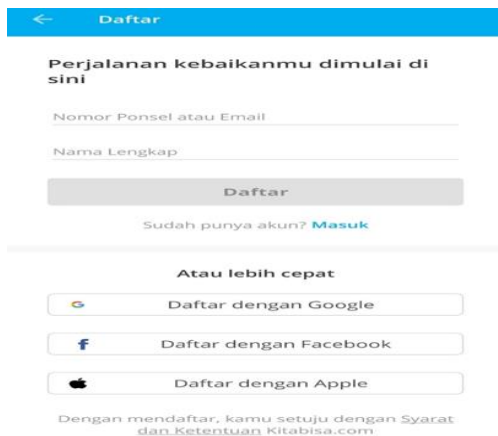 Daftar
Perjalanan kebaikanmu dimulai di
sini
Nomor Ponsel atau Email
Nama Lengkap
Daftar
Sudah punya akun? Masuk
Atau lebih cepat
Daftar dengan Google
Daftar dengan Facebook
Daftar dengan Apple
Dengan mendaftar, kamu setuju dengan Syarat
dan Ketentuan Kitabisa.com